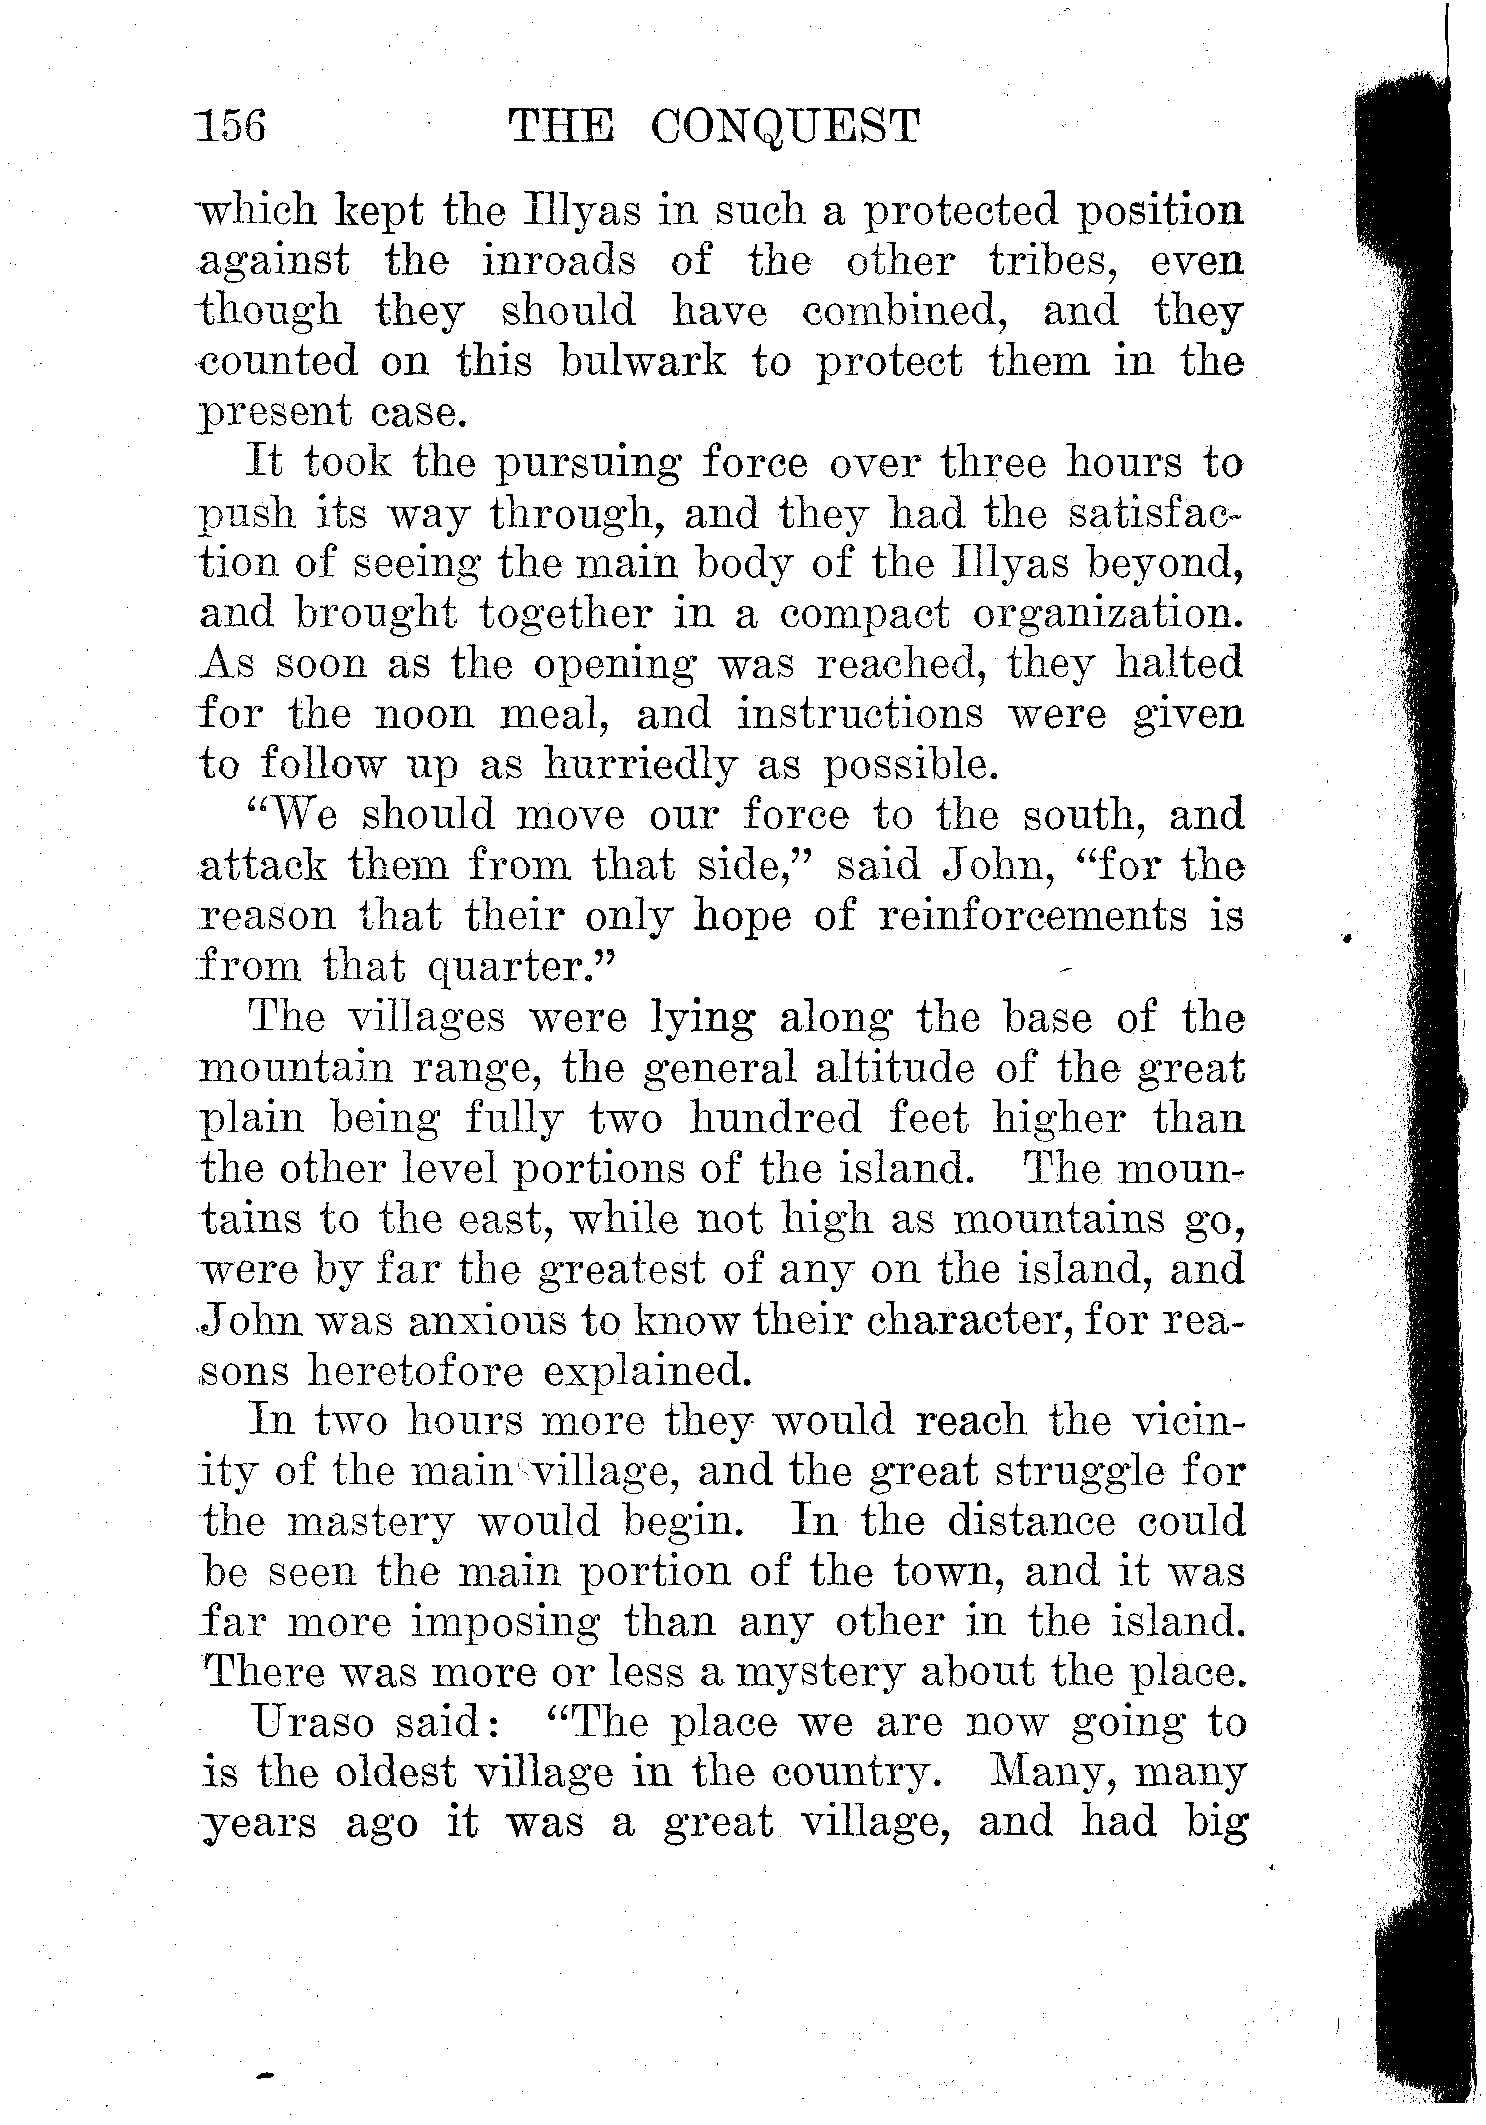 156 THE CONQUEST
which kept the Illyas in such a protected position
against the inroads of the other tribes, even
though they should have combined, and they
counted on this bulwark to protect them in the
present case.
It took the pursuing force over three hours to
push its way through, and they had the satisfac-
tion of seeing the main body of the Illyas beyond,
and brought together in a compact organization.
As soon as the opening was reached, they halted
for the noon meal, and instructions were given
to follow up as hurriedly as possible.
“We should move our force to the south, and
attack them from that side,” said John, “for the
reason that their only hope of reinforcements is
from that quarter.”
The villages were lying along the base of the
mountain range, the general altitude of the great
plain being fully two hundred feet higher than
the other level portions of the island. The moun-
tains to the east, while not high as mountains go,
were by far the greatest of any on the island, and
John was anxious to know their character, for rea-
sons heretofore explained.
In two hours more they would reach the vicin-
ity of the main village, and the great struggle for
the mastery would begin. In the distance could
be seen the main portion of the town, and it was
far more imposing than any other in the island.
There was more or less a mystery about the place.
Uraso said: “The place we are now going to
is the oldest village in the country. Many, many
years ago it was a great village, and had big